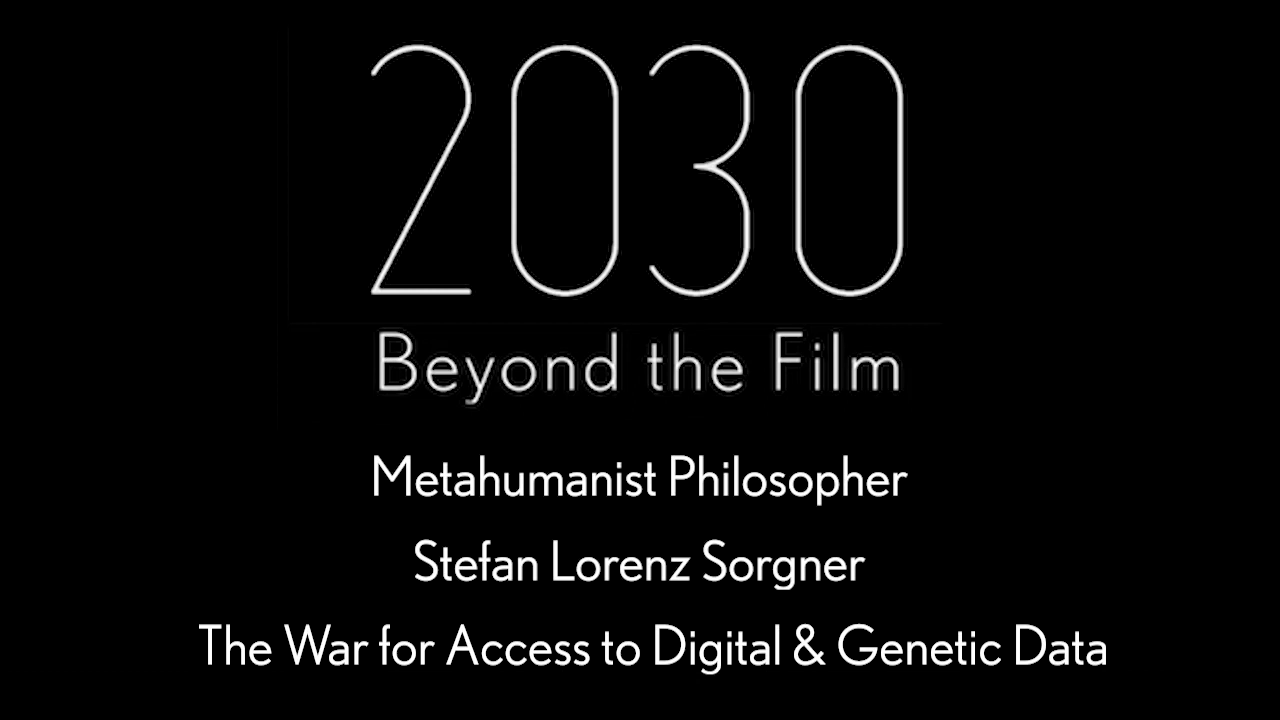 2030
Beyond the Film
Metahumanist Philosopher
Stefan Lorenz Sorgner
The War for Access to Digital & Genetic Data